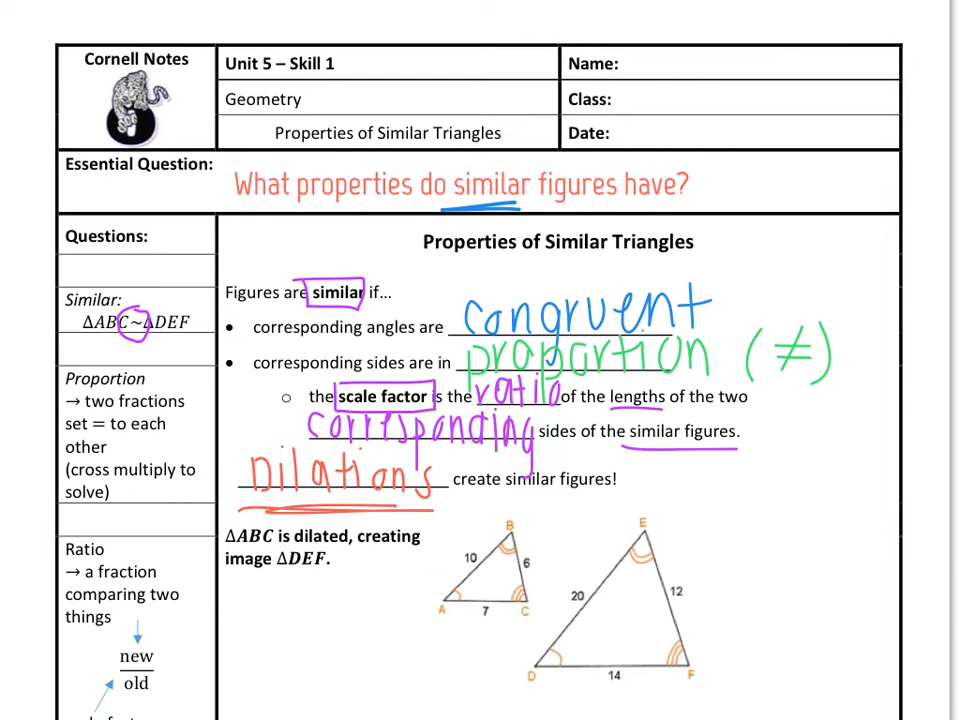 Cornell Notes
Unit 5 – Skill 1
Name:
Geometry
Class:
Properties of Similar Triangles
Date:
Essential Question:
What properties do similar figures have?
Questions:
Properties of Similar Triangles
Similar:
ΔABC~ΔDEF
Figures are similar if…
• corresponding angles are congruent
• corresponding sides are in proportion (≠)
○ the scale factor is the ratio of the lengths of the two
corresponding sides of the similar figures.
Dilations create similar figures!
Proportion
→ two fractions
set = to each
other
(cross multiply to
solve)
ΔABC is dilated, creating
image ΔDEF.
B
10
6
A
7
C
E
20
12
D
14
F
Ratio
→ a fraction
comparing two
things
new
old